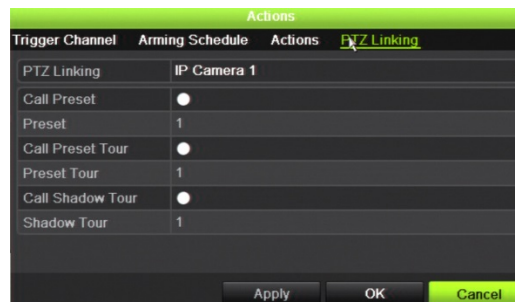 Actions
Trigger Channel Arming Schedule Actions PTZ Linking
PTZ Linking IP Camera 1
Call Preset
Preset 1
Call Preset Tour
Preset Tour 1
Call Shadow Tour
Shadow Tour 1
Apply OK Cancel